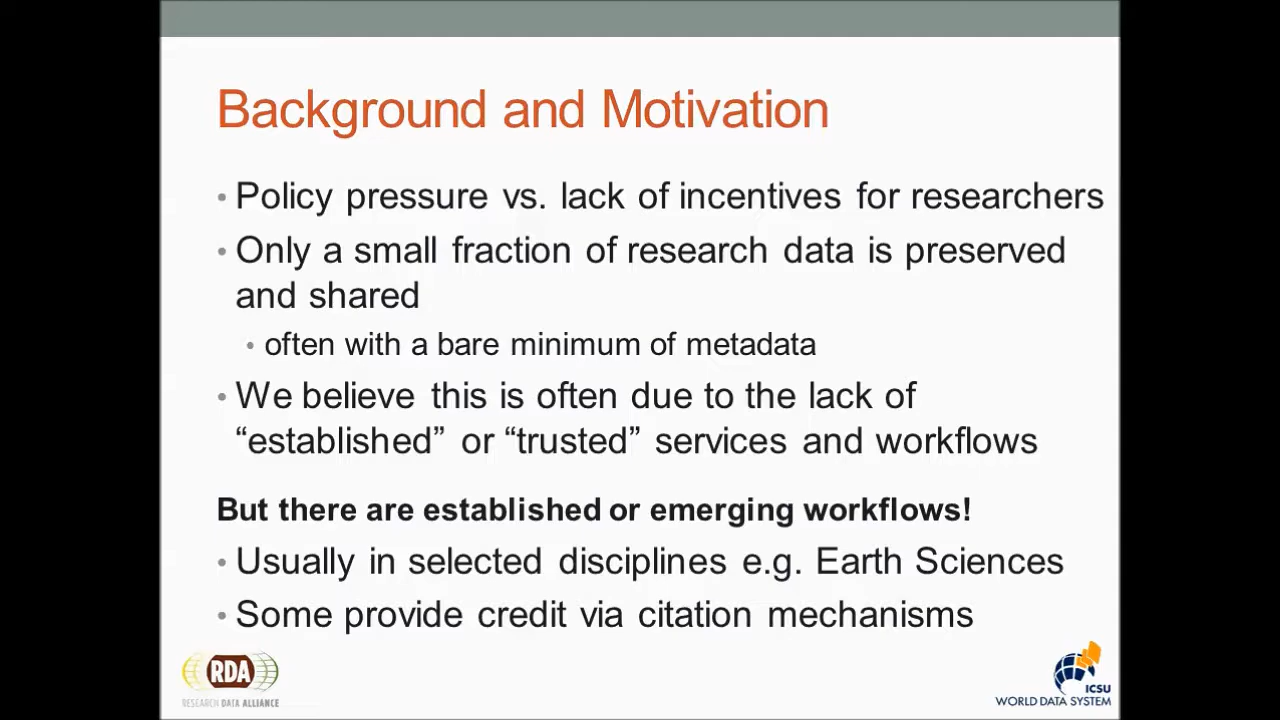 Background and Motivation
• Policy pressure vs. lack of incentives for researchers
• Only a small fraction of research data is preserved
and shared
• often with a bare minimum of metadata
• We believe this is often due to the lack of
“established” or “trusted” services and workflows
But there are established or emerging workflows!
• Usually in selected disciplines e.g. Earth Sciences
• Some provide credit via citation mechanisms
RDA
RESEARCH DATA ALLIANCE
ICSU
WORLD DATA SYSTEM